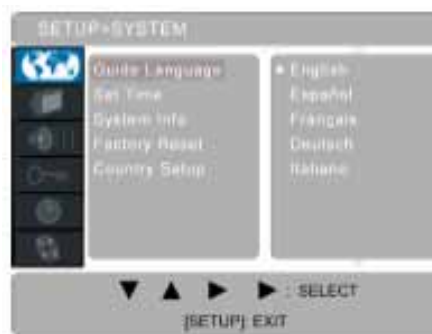 SETUP>SYSTEM
Guide Language
Set Time
System Info
Factory Reset
Country Setup
English
Español
Français
Deutsch
Italiano
▼ ▲ ▶ ▶ : SELECT
[SETUP]: EXIT